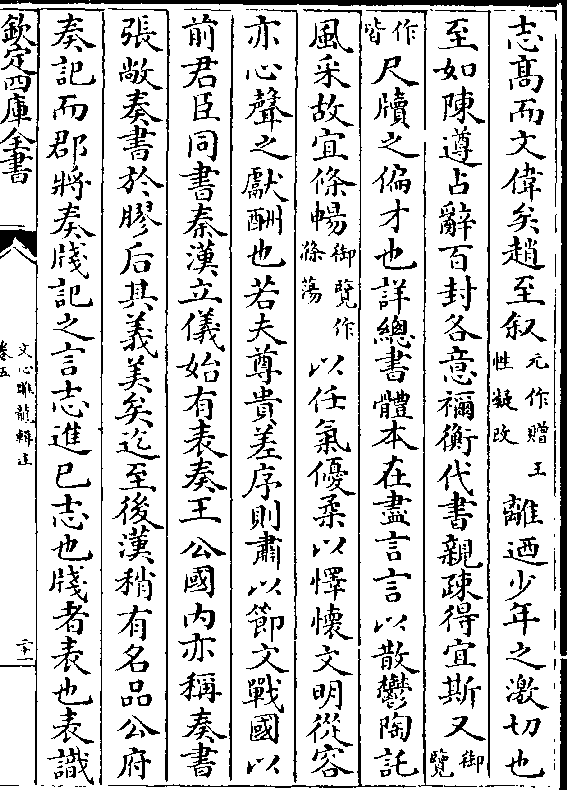 志髙而文偉矣趙至叙元作贈王性凝改離迺少年之激切也
至如陳遵占辭百封各意禰衡代書親疎得宜斯又御覽
作皆尺牘之偏才也詳總書體本在盡言言以散鬱陶託
風采故宜條暢御覽作滌蕩以任氣優柔以懌懷文明從容
亦心聲之獻酬也若夫尊貴差序則肅以節文戰國以
前君臣同書秦漢立儀始有表奏王公國内亦稱奏書
張敞奏書於膠后其義美矣迄至後漢稍有名品公府
奏記而郡將奏牋記之言志進已志也牋者表也表識
欽定四庫全書
文心雕龍輯註
卷五
二十一